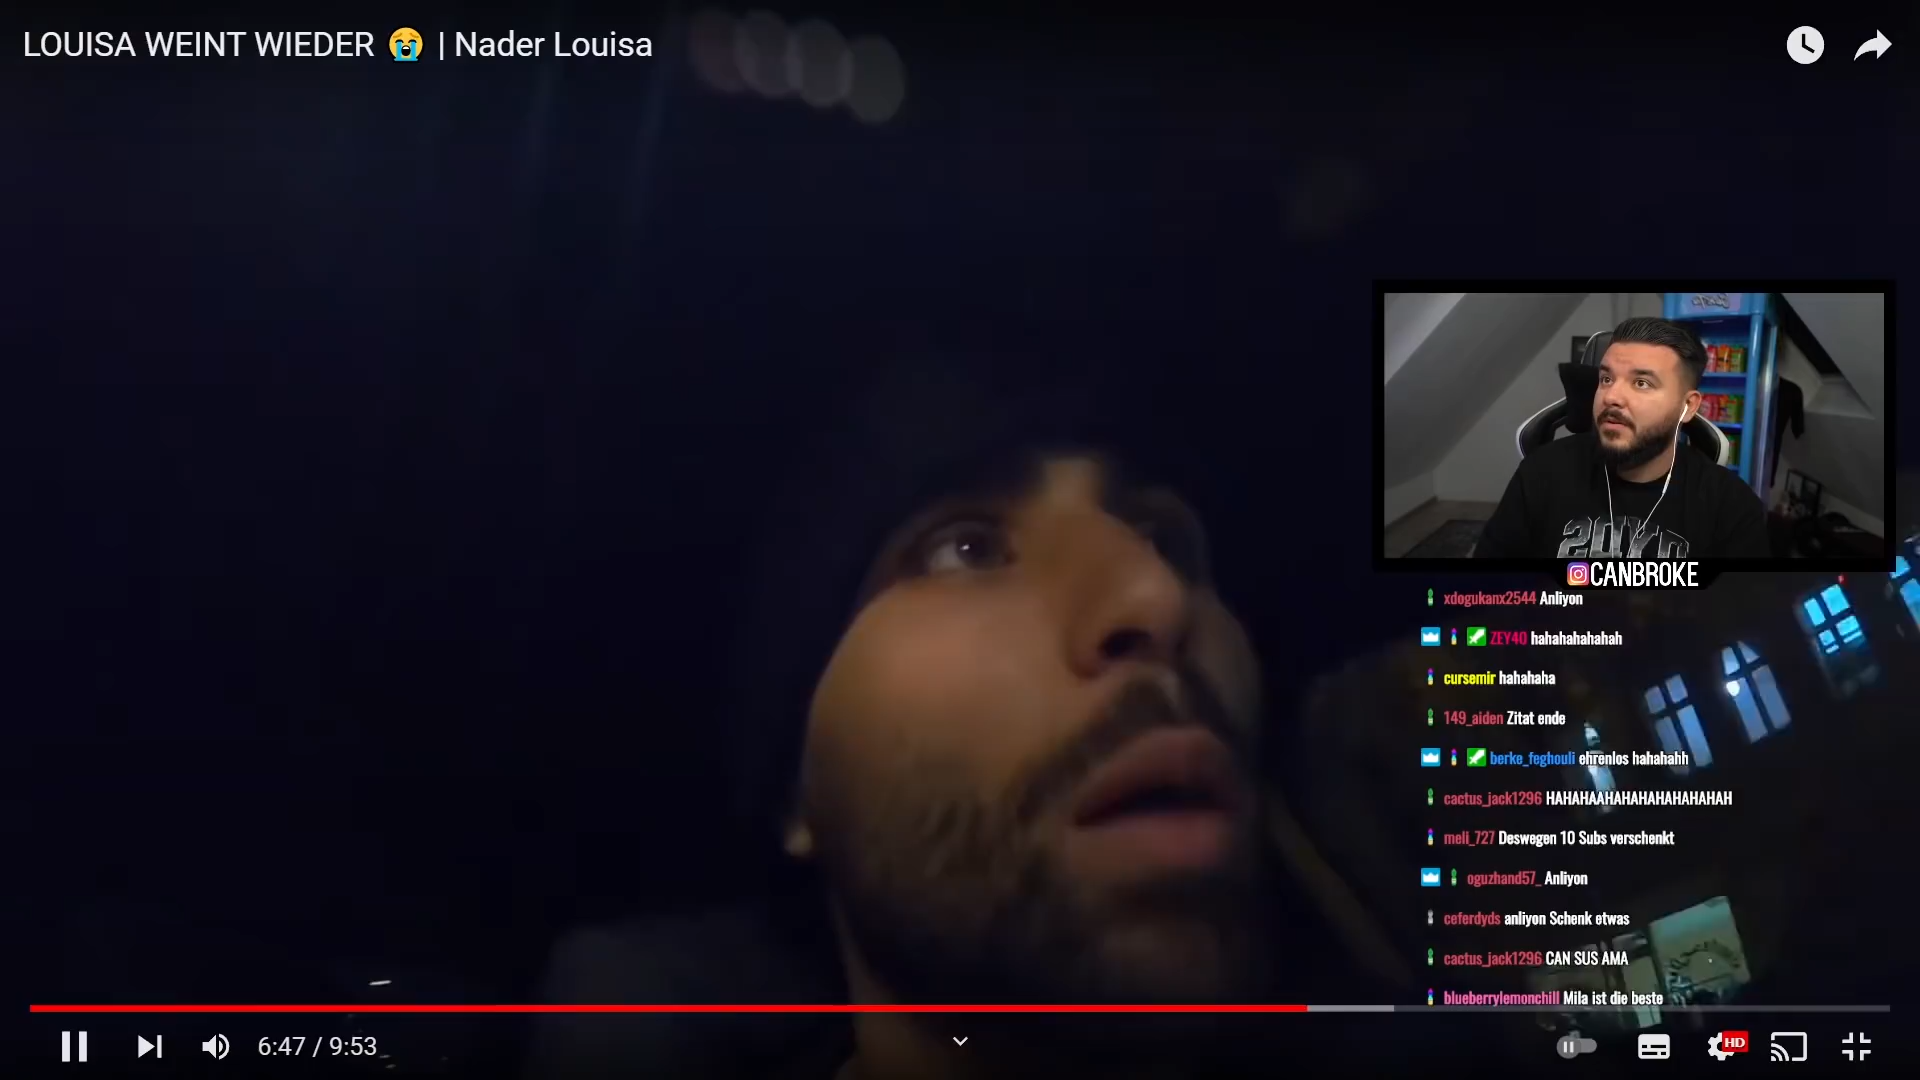 LOUISA WEINT WIEDER 😭 | Nader Louisa
2DYD
CANBROKE
xdogukanx2544 Anliyon
ZEY40 hahahahahahah
cursemir hahahaha
149_aiden Zitat ende
berke_feghouli ehrenlos hahahahh
cactus_jack1296 HAHAHAAHAHAHAHAHAHAHAH
meli_727 Deswegen 10 Subs verschenkt
oguzhand57_ Anliyon
ceferdyds anliyon Schenk etwas
cactus_jack1296 CAN SUS AMA
blueberrylemonchill Mila ist die beste
6:47 / 9:53
HD